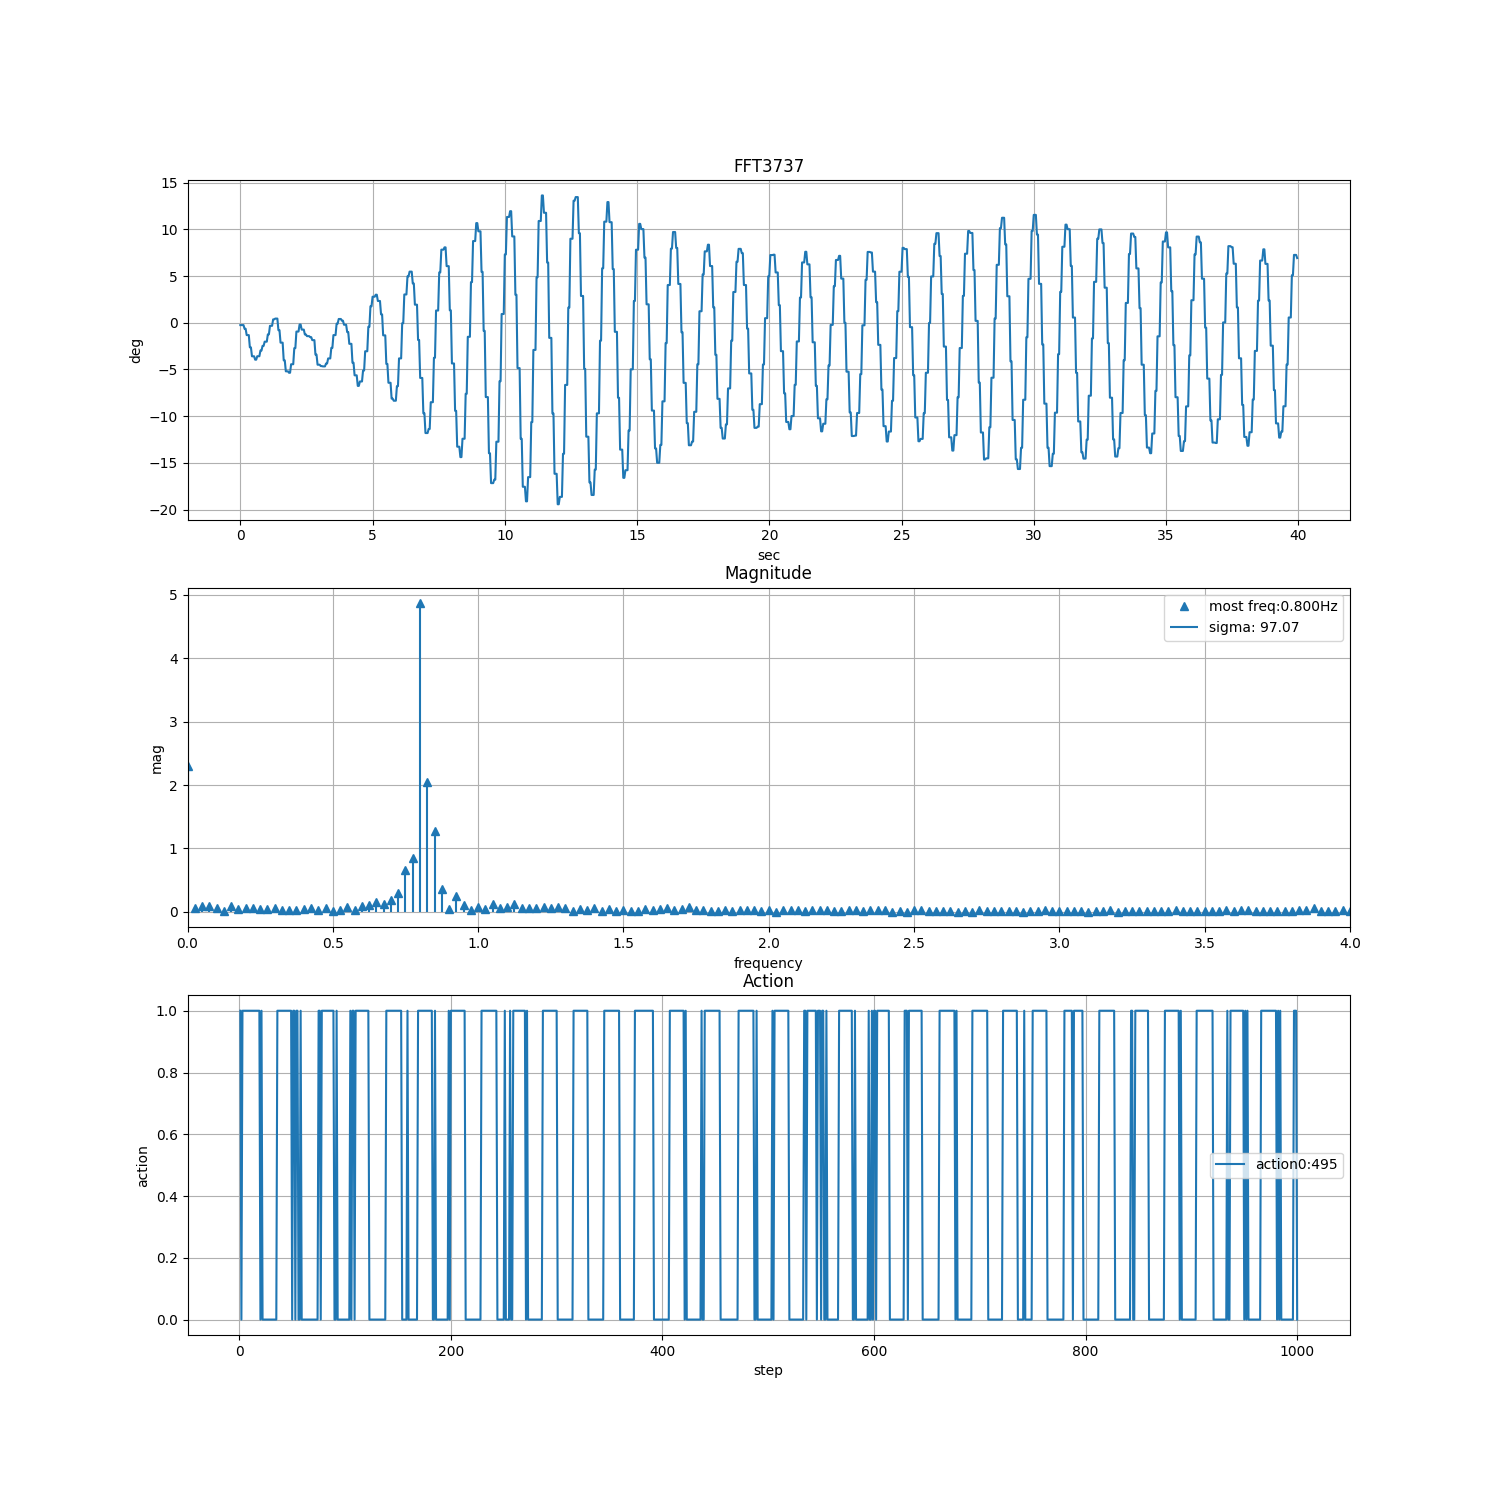 FFT3737
15
10
5
0
−5
−10
−15
−20
deg
0 5 10 15 20 25 30 35 40
sec
Magnitude
5
4
3
2
1
0
mag
most freq:0.800Hz
sigma: 97.07
0.0 0.5 1.0 1.5 2.0 2.5 3.0 3.5 4.0
frequency
Action
1.0
0.8
0.6
0.4
0.2
0.0
action
action0:495
0 200 400 600 800 1000
step